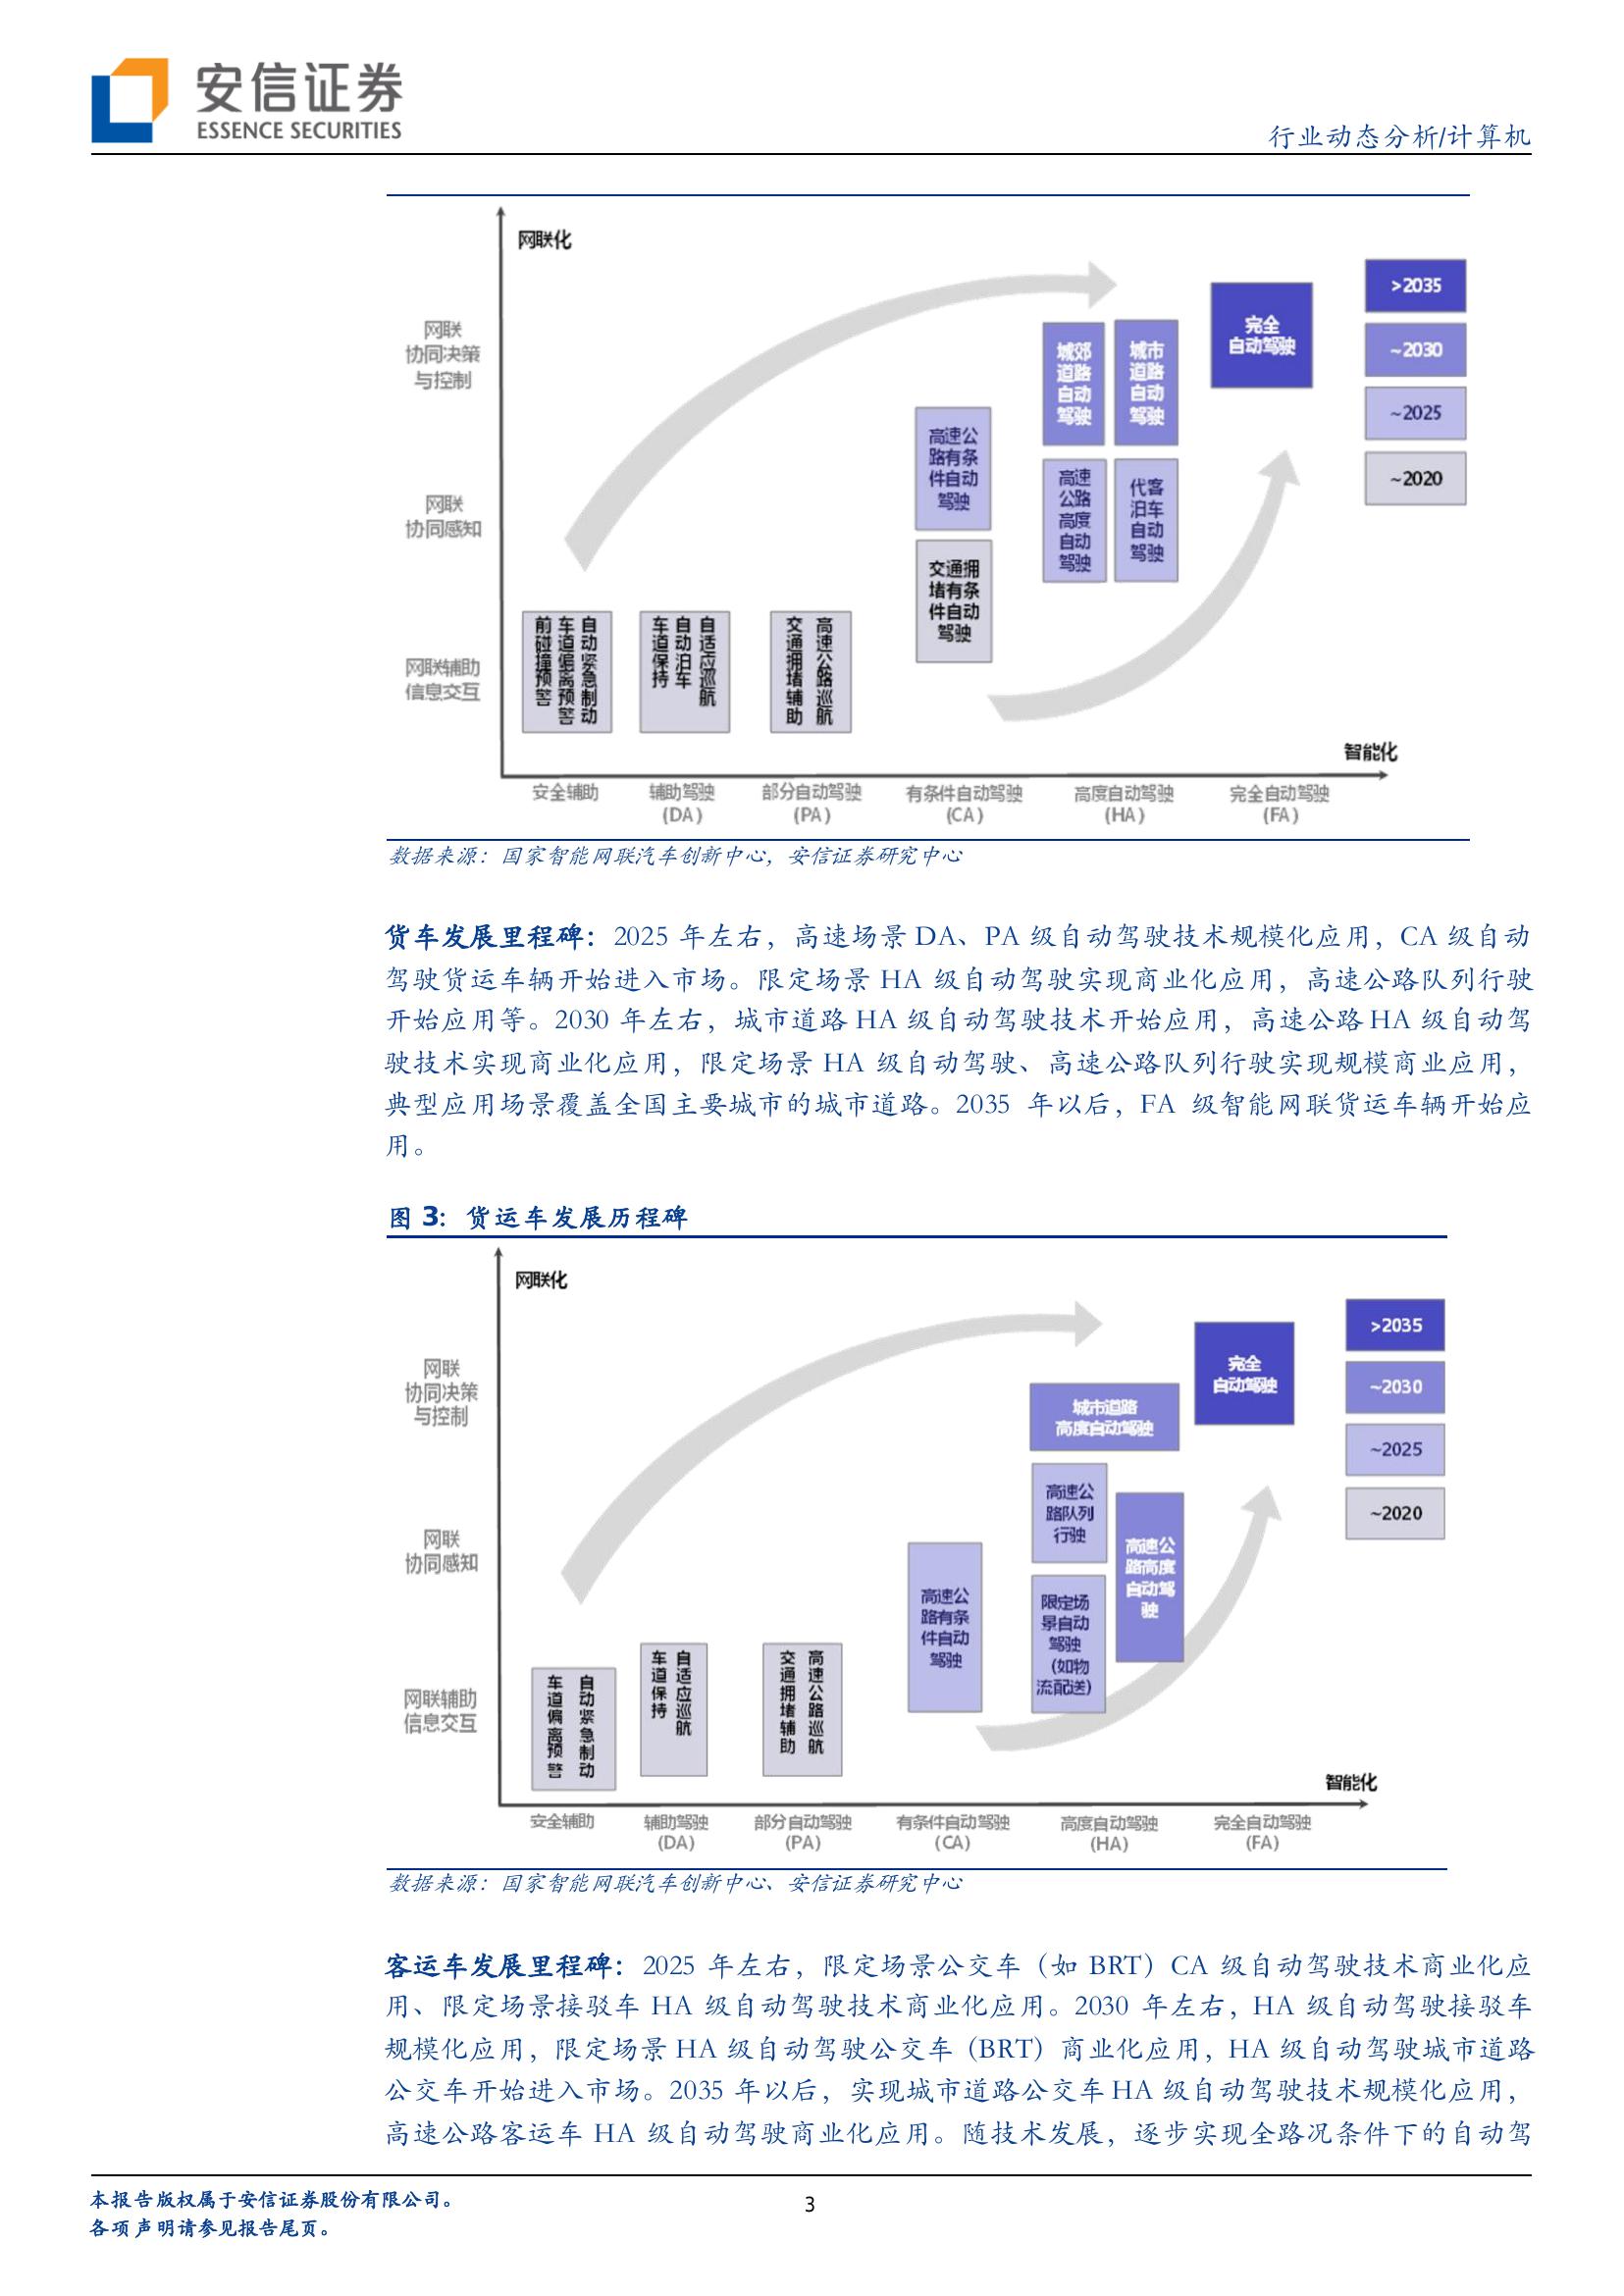 安信证券
ESSENCE SECURITIES
行业动态分析/计算机
网联化
网联
协同决策
与控制
网联
协同感知
网联辅助
信息交互
前碰撞预警
车道偏离预警
自动紧急制动
车道保持
自动泊车
自适应巡航
交通拥堵辅助
高速公路巡航
高速公
路有条
件自动
驾驶
交通拥
堵有条
件自动
驾驶
城郊
道路
自动
驾驶
城市
道路
自动
驾驶
高速
公路
高度
自动
驾驶
代客
泊车
自动
驾驶
完全
自动驾驶
>2035
~2030
~2025
~2020
智能化
安全辅助
辅助驾驶
(DA)
部分自动驾驶
(PA)
有条件自动驾驶
(CA)
高度自动驾驶
(HA)
完全自动驾驶
(FA)
数据来源：国家智能网联汽车创新中心，安信证券研究中心
货车发展里程碑：2025 年左右，高速场景 DA、PA 级自动驾驶技术规模化应用，CA 级自动
驾驶货运车辆开始进入市场。限定场景 HA 级自动驾驶实现商业化应用，高速公路队列行驶
开始应用等。2030 年左右，城市道路 HA 级自动驾驶技术开始应用，高速公路 HA 级自动驾
驶技术实现商业化应用，限定场景 HA 级自动驾驶、高速公路队列行驶实现规模商业应用，
典型应用场景覆盖全国主要城市的城市道路。2035 年以后，FA 级智能网联货运车辆开始应
用。
图 3：货运车发展历程碑
网联化
网联
协同决策
与控制
网联
协同感知
网联辅助
信息交互
车道偏离预警
自动紧急制动
车道保持
自适应巡航
交通拥堵辅助
高速公路巡航
高速公
路有条
件自动
驾驶
城市道路
高度自动驾驶
高速公
路队列
行驶
限定场
景自动
驾驶
(如物
流配送)
高速公
路高度
自动驾
驶
完全
自动驾驶
>2035
~2030
~2025
~2020
智能化
安全辅助
辅助驾驶
(DA)
部分自动驾驶
(PA)
有条件自动驾驶
(CA)
高度自动驾驶
(HA)
完全自动驾驶
(FA)
数据来源：国家智能网联汽车创新中心、安信证券研究中心
客运车发展里程碑：2025 年左右，限定场景公交车（如 BRT）CA 级自动驾驶技术商业化应
用、限定场景接驳车 HA 级自动驾驶技术商业化应用。2030 年左右，HA 级自动驾驶接驳车
规模化应用，限定场景 HA 级自动驾驶公交车（BRT）商业化应用，HA 级自动驾驶城市道路
公交车开始进入市场。2035 年以后，实现城市道路公交车 HA 级自动驾驶技术规模化应用，
高速公路客运车 HA 级自动驾驶商业化应用。随技术发展，逐步实现全路况条件下的自动驾
本报告版权属于安信证券股份有限公司。
3
各项声明请参见报告尾页。